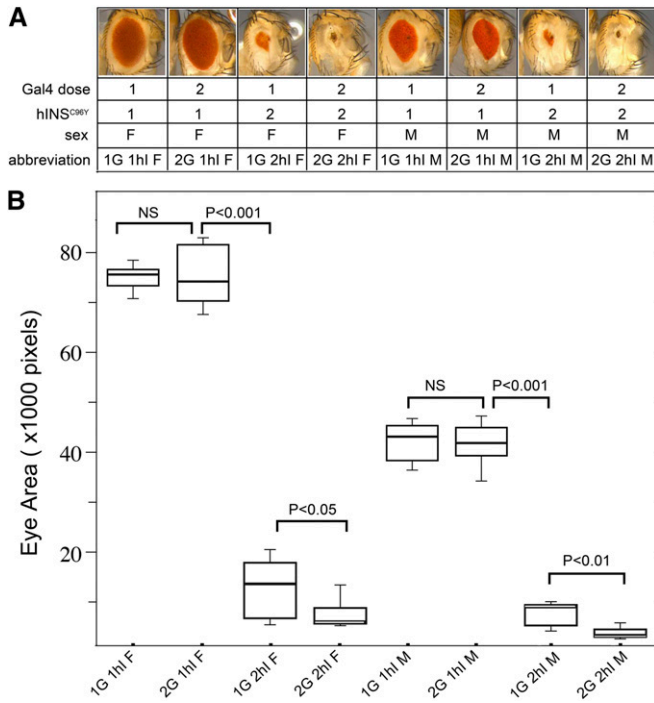 A
Gal4 dose 1 2 1 2 1 2 1 2
hINS^C96Y 1 1 2 2 1 1 2 2
sex F F F F M M M M
abbreviation 1G 1hI F 2G 1hI F 1G 2hI F 2G 2hI F 1G 1hI M 2G 1hI M 1G 2hI M 2G 2hI M
B
NS P<0.001
80
60
NS P<0.001
40
P<0.05
20
P<0.01
Eye Area ( x1000 pixels)
1G 1hI F 2G 1hI F 1G 2hI F 2G 2hI F 1G 1hI M 2G 1hI M 1G 2hI M 2G 2hI M